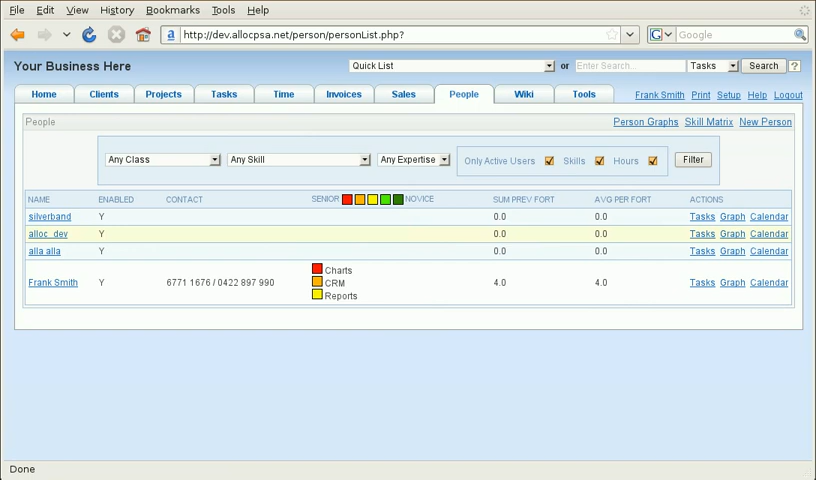 File Edit View History Bookmarks Tools Help
http://dev.allocpsa.net/person/personList.php?
Google
Your Business Here
Quick List or Enter Search... Tasks Search ?
Home Clients Projects Tasks Time Invoices Sales People Wiki Tools Frank Smith Print Setup Help Logout
People Person Graphs Skill Matrix New Person
Any Class Any Skill Any Expertise Only Active Users Skills Hours Filter
NAME ENABLED CONTACT SENIOR NOVICE SUM PREV FORT AVG PER FORT ACTIONS
silverband Y 0.0 0.0 Tasks Graph Calendar
alloc_dev Y 0.0 0.0 Tasks Graph Calendar
alla alla Y 0.0 0.0 Tasks Graph Calendar
Frank Smith Y 6771 1676 / 0422 897 990 Charts CRM Reports 4.0 4.0 Tasks Graph Calendar
Done